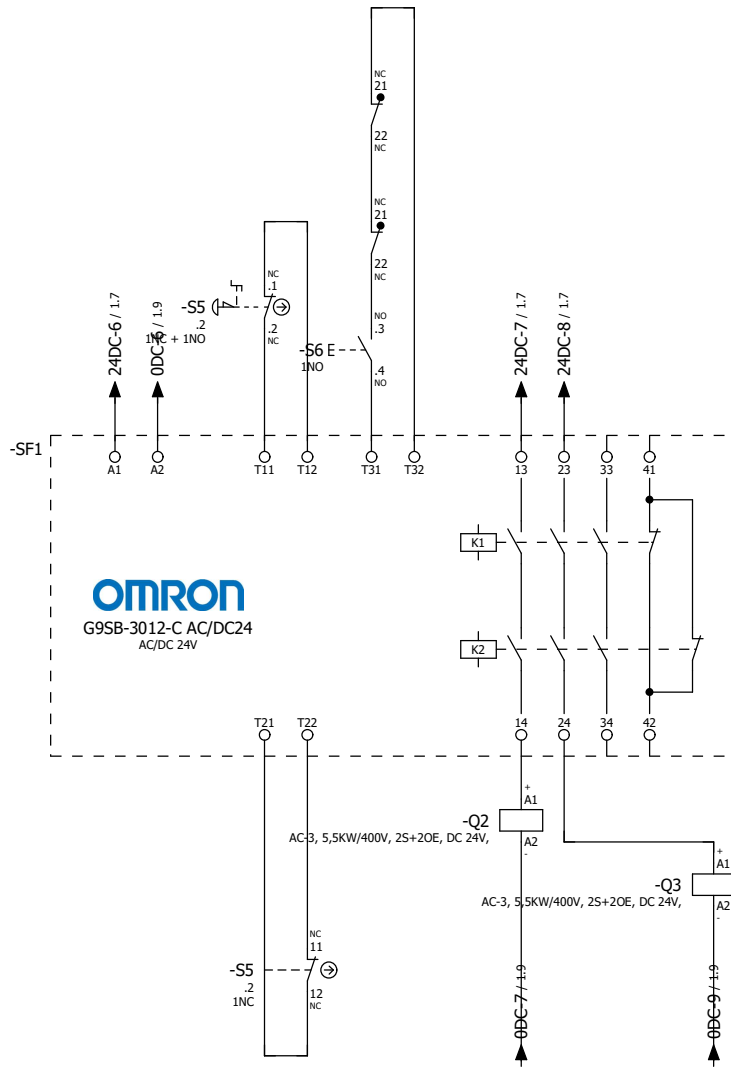 NC
21
22
NC
NC
21
22
NC
NC
.1
-S5
.2
1NC + 1NO
.2
NC
NO
.3
-S6 E
1NO
.4
NO
24DC-6 / 1.7
0DC-6 / 1.9
24DC-7 / 1.7
24DC-8 / 1.7
-SF1
A1
A2
T11
T12
T31
T32
13
23
33
41
K1
OMRON
G9SB-3012-C AC/DC24
AC/DC 24V
K2
T21
T22
14
24
34
42
+
A1
-Q2
AC-3, 5,5KW/400V, 2S+2OE, DC 24V,
A2
-
+
A1
-Q3
AC-3, 5,5KW/400V, 2S+2OE, DC 24V,
A2
-
NC
11
-S5
.2
1NC
12
NC
0DC-7 / 1.9
0DC-9 / 1.9